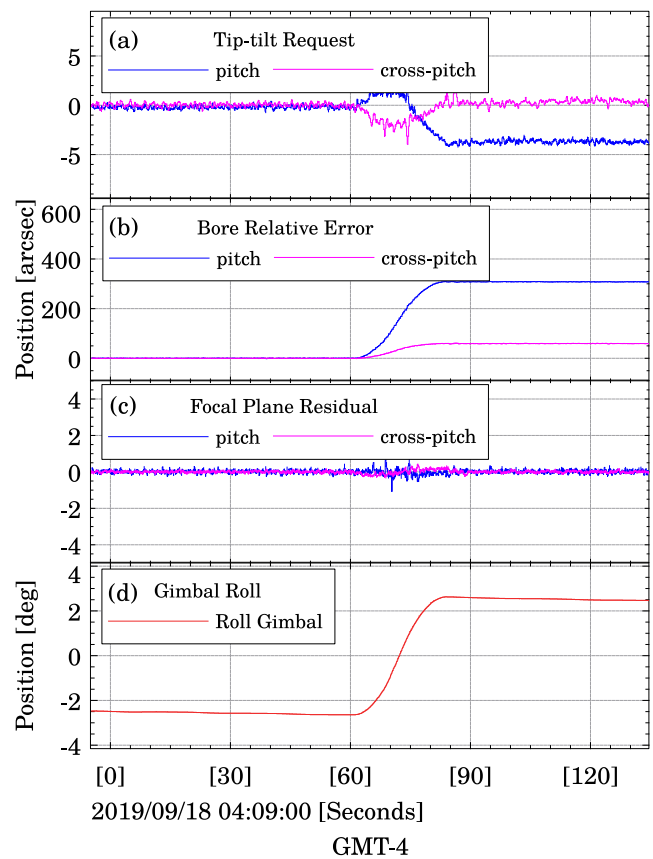 (a) Tip-tilt Request
pitch cross-pitch
5
0
-5
Position [arcsec]
(b) Bore Relative Error
pitch cross-pitch
600
400
200
0
(c) Focal Plane Residual
pitch cross-pitch
4
2
0
-2
-4
Position [deg]
(d) Gimbal Roll
Roll Gimbal
4
2
0
-2
-4
[0] [30] [60] [90] [120]
2019/09/18 04:09:00 [Seconds]
GMT-4